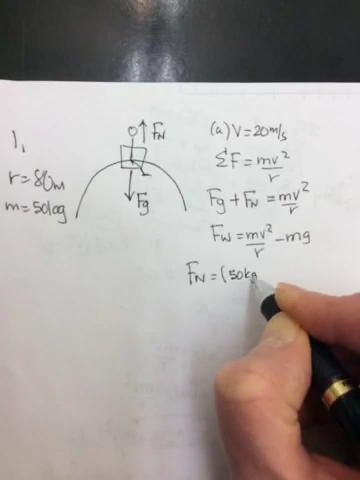 1.
r = 80m
m = 50kg
FN
Fg
(a) V = 20m/s
ΣF = mv²/r
Fg + FN = mv²/r
FN = mv²/r - mg
FN = (50kg